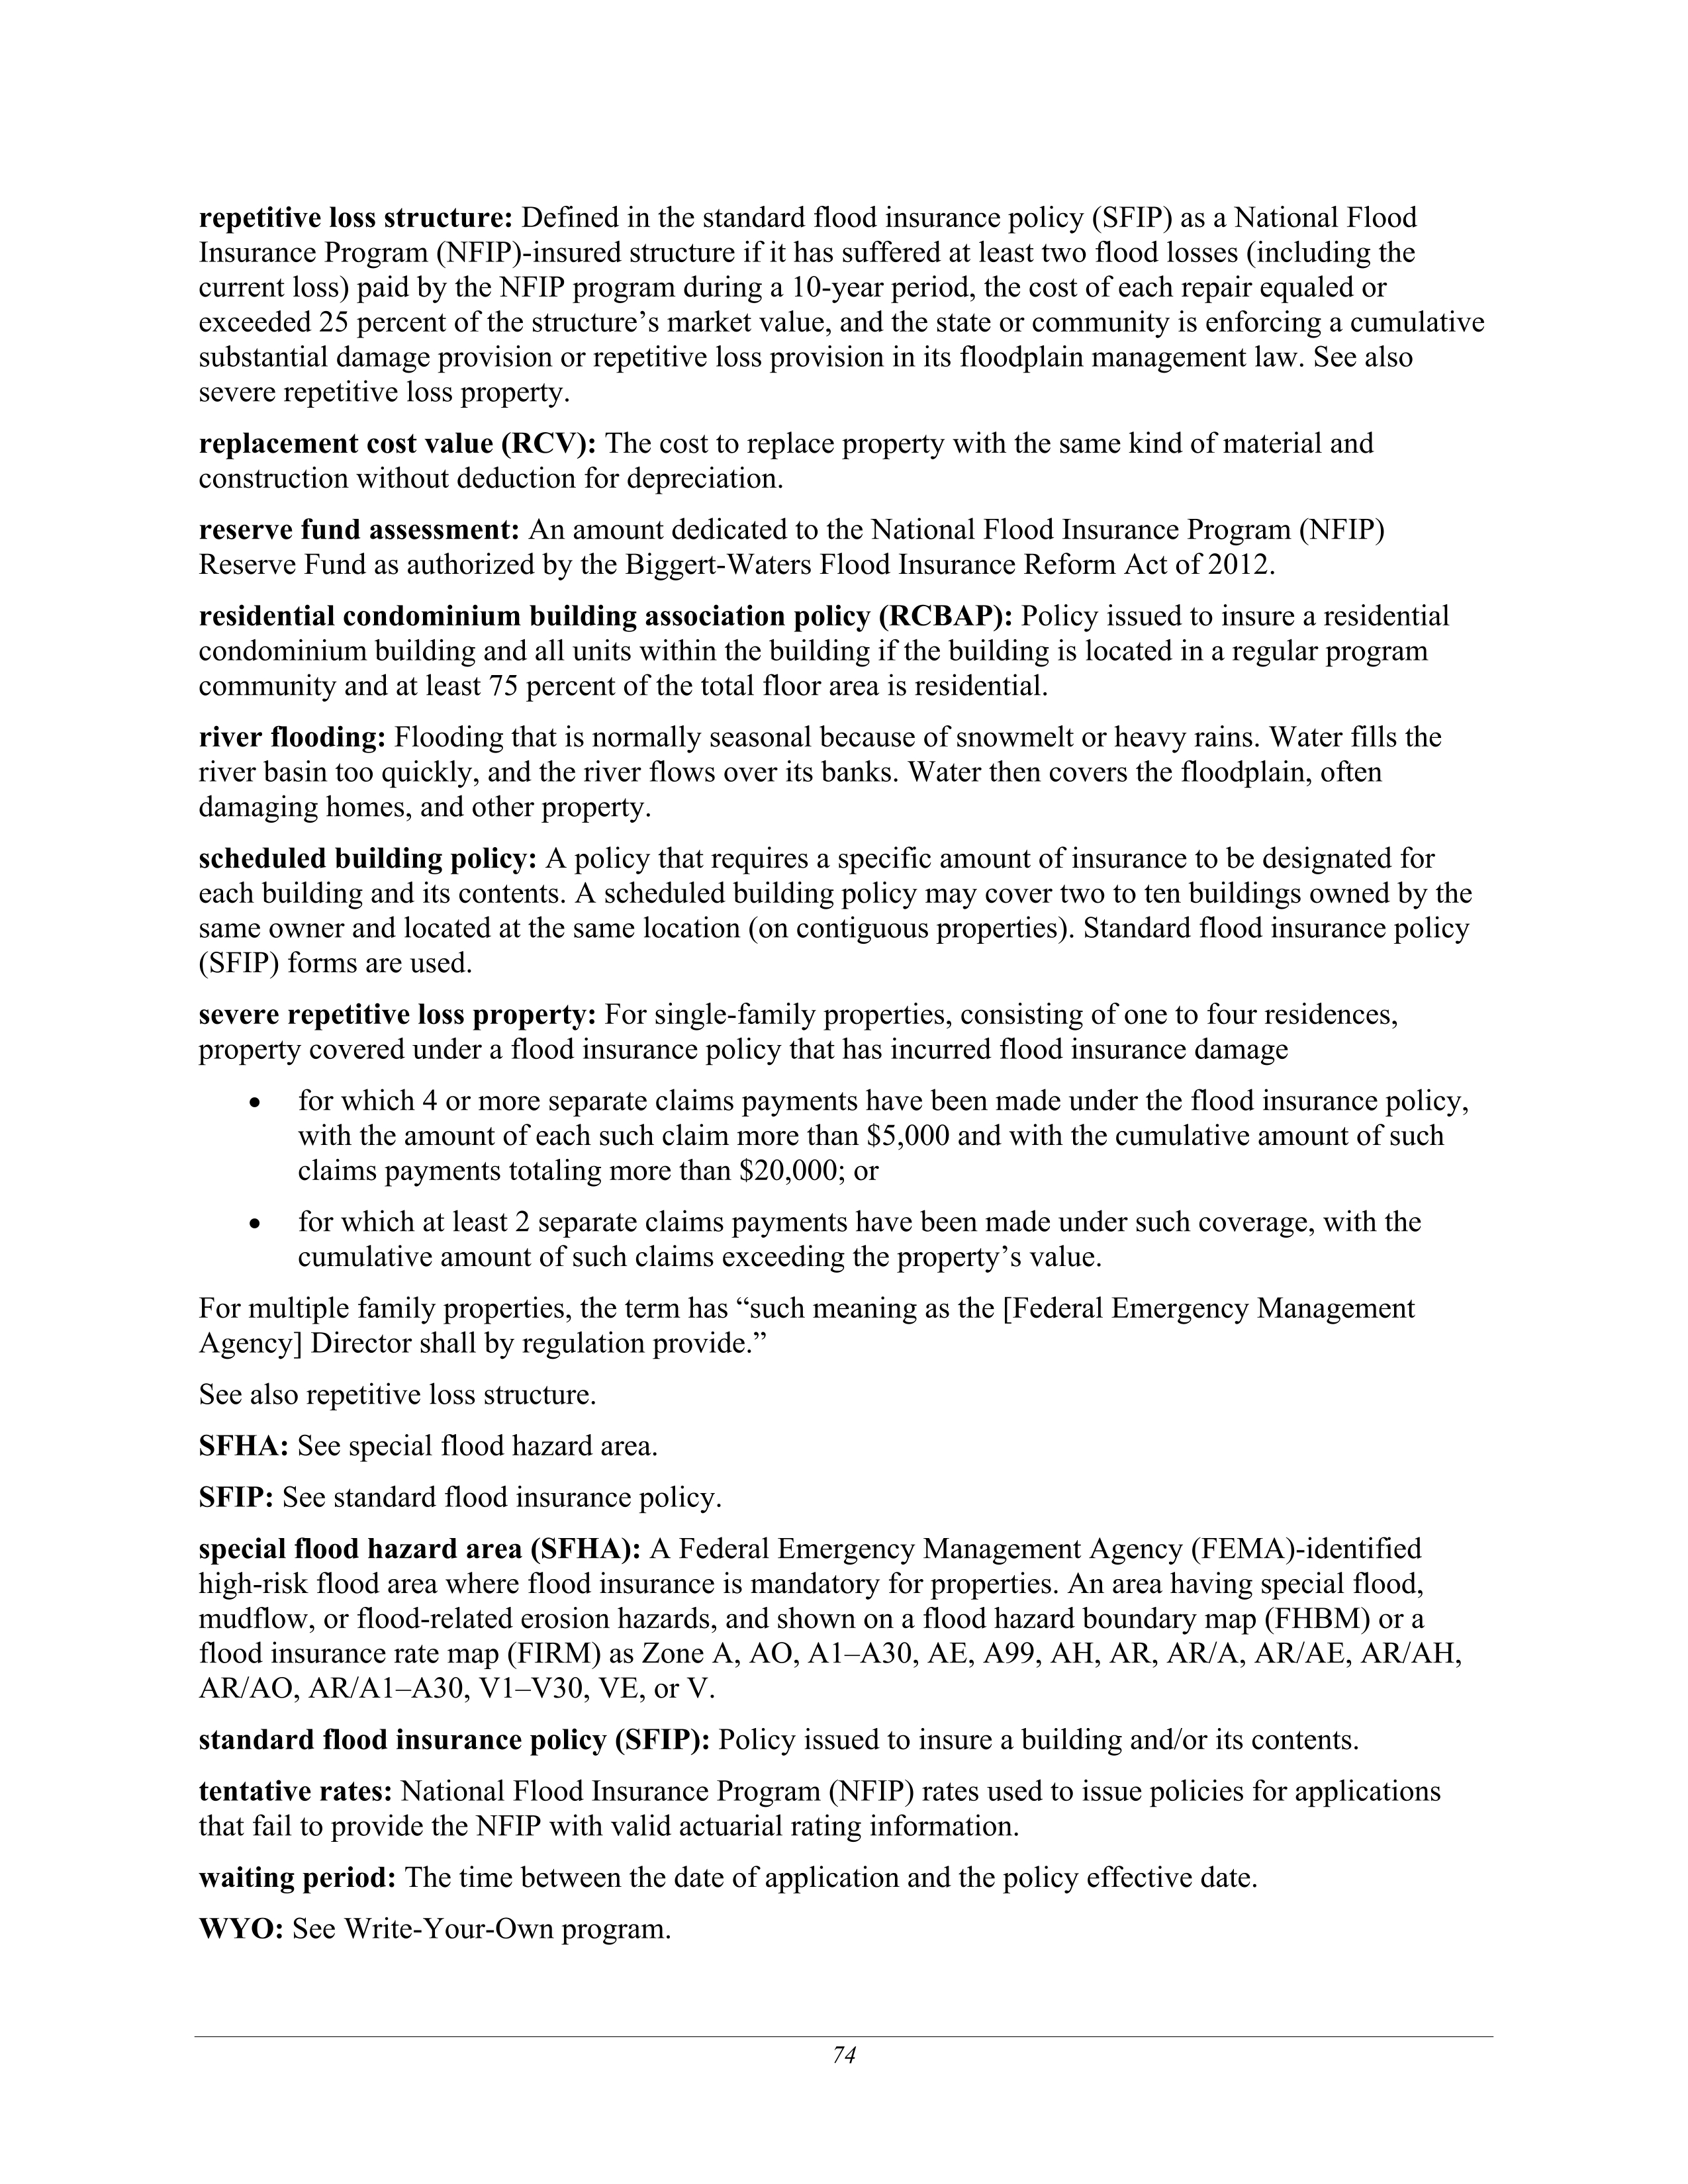 repetitive loss structure: Defined in the standard flood insurance policy (SFIP) as a National Flood
Insurance Program (NFIP)-insured structure if it has suffered at least two flood losses (including the
current loss) paid by the NFIP program during a 10-year period, the cost of each repair equaled or
exceeded 25 percent of the structure’s market value, and the state or community is enforcing a cumulative
substantial damage provision or repetitive loss provision in its floodplain management law. See also
severe repetitive loss property.
replacement cost value (RCV): The cost to replace property with the same kind of material and
construction without deduction for depreciation.
reserve fund assessment: An amount dedicated to the National Flood Insurance Program (NFIP)
Reserve Fund as authorized by the Biggert-Waters Flood Insurance Reform Act of 2012.
residential condominium building association policy (RCBAP): Policy issued to insure a residential
condominium building and all units within the building if the building is located in a regular program
community and at least 75 percent of the total floor area is residential.
river flooding: Flooding that is normally seasonal because of snowmelt or heavy rains. Water fills the
river basin too quickly, and the river flows over its banks. Water then covers the floodplain, often
damaging homes, and other property.
scheduled building policy: A policy that requires a specific amount of insurance to be designated for
each building and its contents. A scheduled building policy may cover two to ten buildings owned by the
same owner and located at the same location (on contiguous properties). Standard flood insurance policy
(SFIP) forms are used.
severe repetitive loss property: For single-family properties, consisting of one to four residences,
property covered under a flood insurance policy that has incurred flood insurance damage
• for which 4 or more separate claims payments have been made under the flood insurance policy,
with the amount of each such claim more than $5,000 and with the cumulative amount of such
claims payments totaling more than $20,000; or
• for which at least 2 separate claims payments have been made under such coverage, with the
cumulative amount of such claims exceeding the property’s value.
For multiple family properties, the term has “such meaning as the [Federal Emergency Management
Agency] Director shall by regulation provide.”
See also repetitive loss structure.
SFHA: See special flood hazard area.
SFIP: See standard flood insurance policy.
special flood hazard area (SFHA): A Federal Emergency Management Agency (FEMA)-identified
high-risk flood area where flood insurance is mandatory for properties. An area having special flood,
mudflow, or flood-related erosion hazards, and shown on a flood hazard boundary map (FHBM) or a
flood insurance rate map (FIRM) as Zone A, AO, A1–A30, AE, A99, AH, AR, AR/A, AR/AE, AR/AH,
AR/AO, AR/A1–A30, V1–V30, VE, or V.
standard flood insurance policy (SFIP): Policy issued to insure a building and/or its contents.
tentative rates: National Flood Insurance Program (NFIP) rates used to issue policies for applications
that fail to provide the NFIP with valid actuarial rating information.
waiting period: The time between the date of application and the policy effective date.
WYO: See Write-Your-Own program.
74